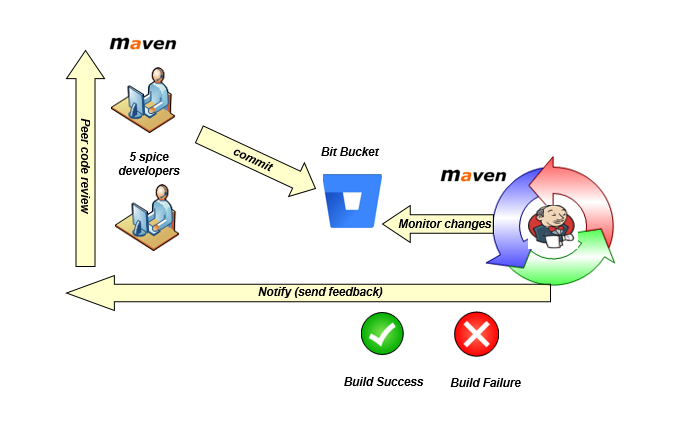 maven
Peer code review
5 spice
developers
commit
Bit Bucket
maven
Monitor changes
Notify (send feedback)
Build Success
Build Failure